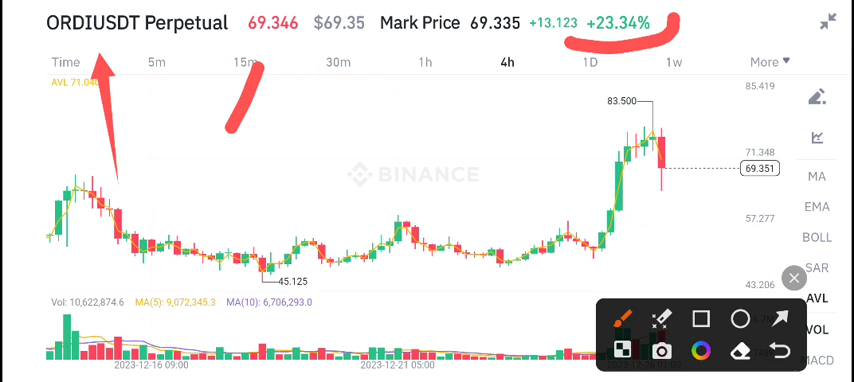 ORDIUSDT Perpetual 69.346 $69.35 Mark Price 69.335 +13.123 +23.34%
Time 5m 15m 30m 1h 4h 1D 1w More
AVL 71.040
85.419
83.500
71.348
69.351
BINANCE
MA
EMA
57.277
BOLL
SAR
45.125
43.206
AVL
Vol: 10,622,874.6 MA(5): 9,072,345.3 MA(10): 6,706,293.0
VOL
MACD
2023-12-16 09:00 2023-12-21 05:00